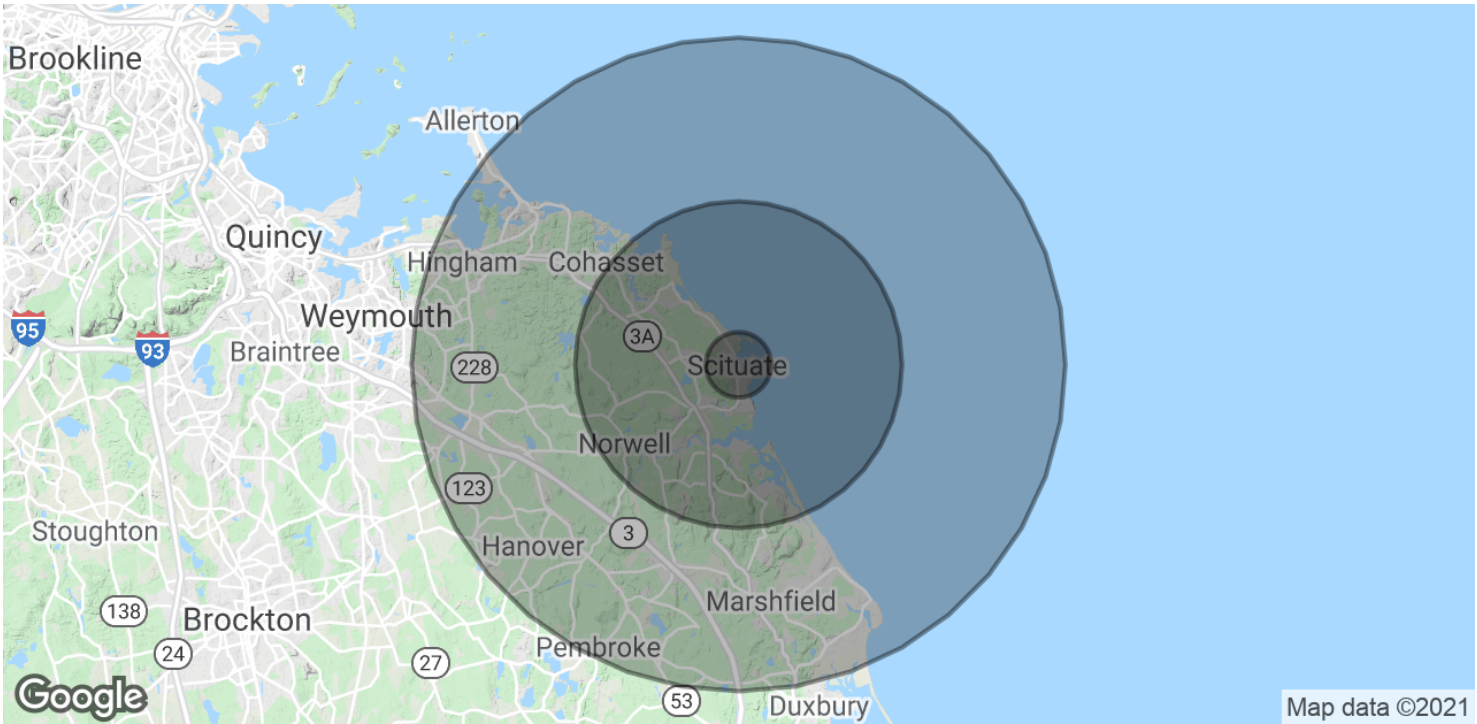 Brookline
Allerton
Quincy
Hingham
Cohasset
Weymouth
95
93
3A
Braintree
228
Scituate
Norwell
123
Stoughton
3
Hanover
138
Brockton
Marshfield
24
27
Pembroke
53
Duxbury
Google
Map data ©2021